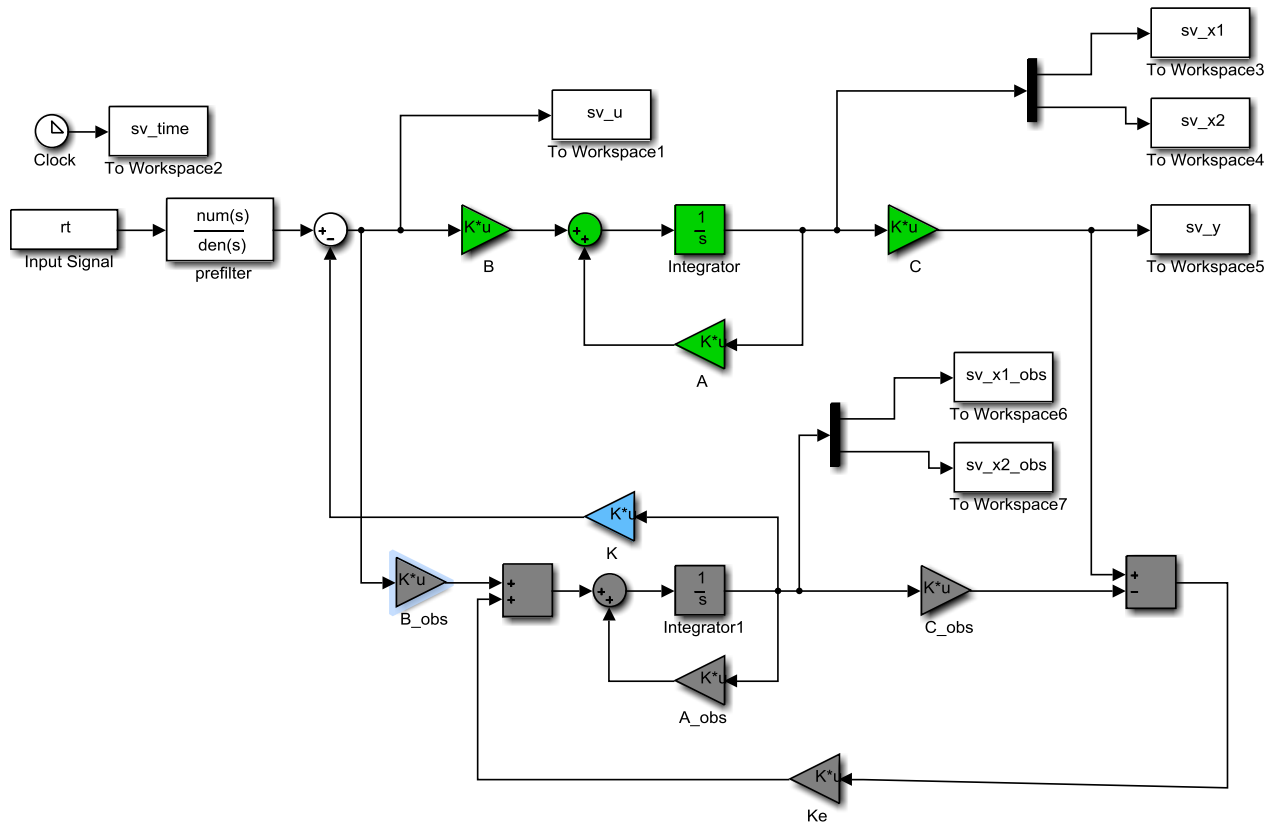 sv_x1
To Workspace3
sv_time
Clock
To Workspace2
sv_u
To Workspace1
sv_x2
To Workspace4
rt
Input Signal
num(s)
den(s)
prefilter
+
−
K*u
B
+
+
1
s
Integrator
K*u
C
sv_y
To Workspace5
K*u
A
sv_x1_obs
To Workspace6
sv_x2_obs
To Workspace7
K*u
K
K*u
B_obs
+
+
+
+
1
s
Integrator1
K*u
C_obs
+
−
K*u
A_obs
K*u
Ke